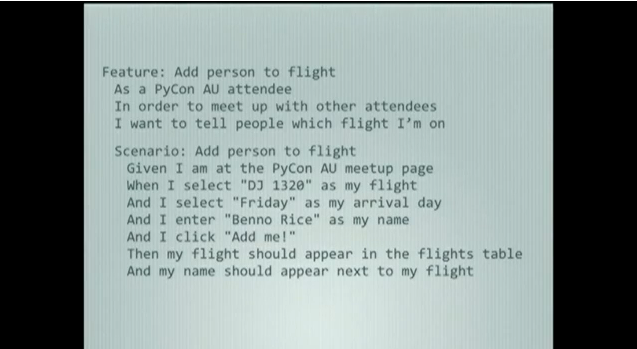 Feature: Add person to flight
As a PyCon AU attendee
In order to meet up with other attendees
I want to tell people which flight I'm on
Scenario: Add person to flight
Given I am at the PyCon AU meetup page
When I select "DJ 1320" as my flight
And I select "Friday" as my arrival day
And I enter "Benno Rice" as my name
And I click "Add me!"
Then my flight should appear in the flights table
And my name should appear next to my flight